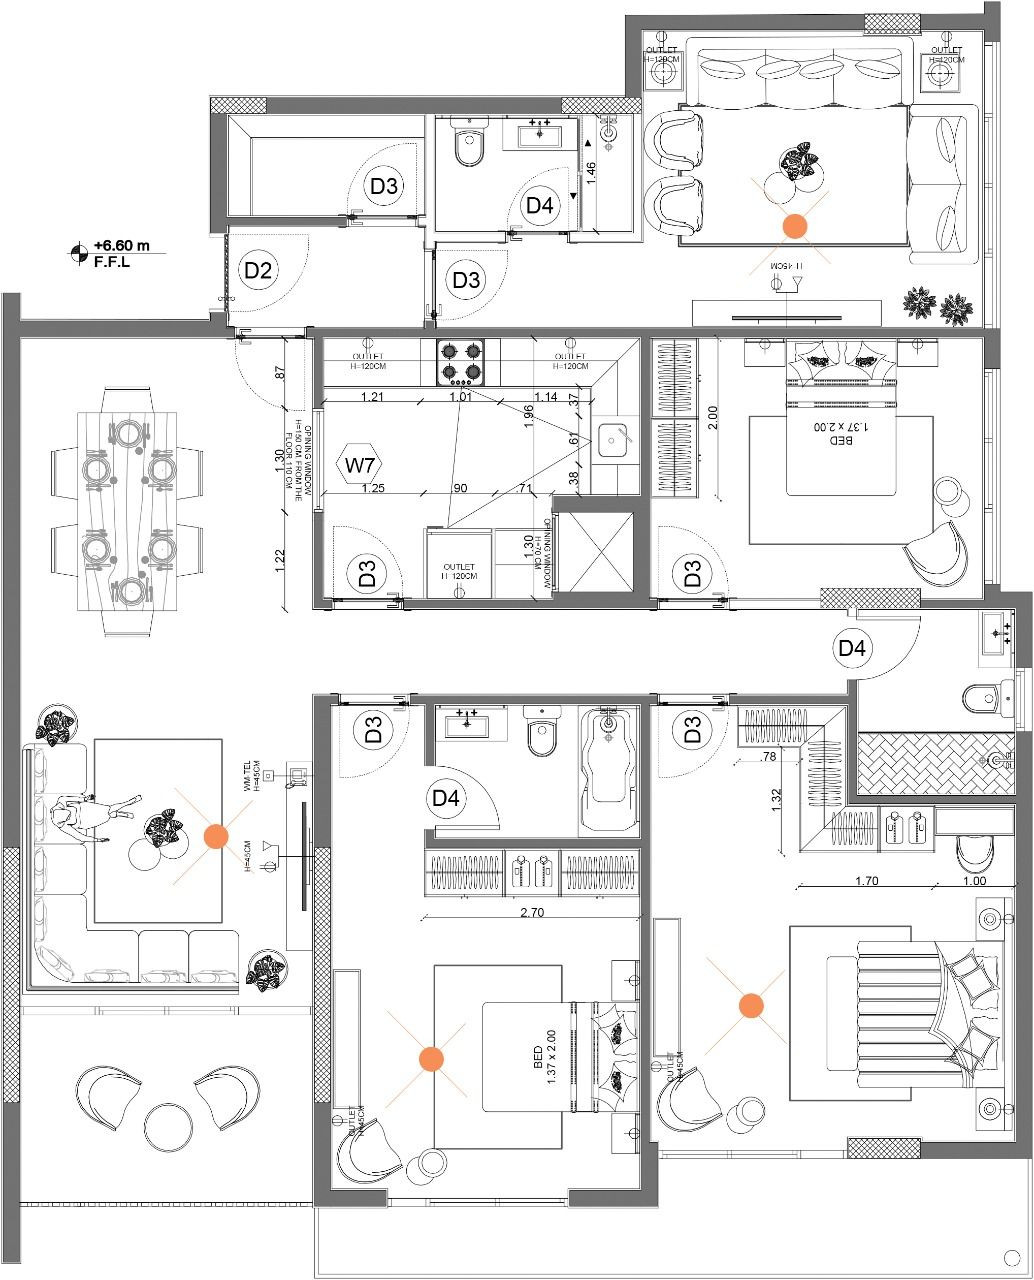 OUTLET
H=120CM
OUTLET
H=120CM
D3
D4
1.46
+6.60 m
F.F.L
D2
D3
H=45CM
OUTLET
H=120CM
OUTLET
H=120CM
.87
1.21
1.01
1.14
.37
1.96
.61
2.00
1.37 x 2.00
BED
W7
1.30
OPINING WINDOW
H=150 CM. FROM THE
FLOOR 110 CM
1.25
.90
.71
.38
1.22
D3
OUTLET
H=120CM
1.30
OPINING WINDOW
H=70 CM
D3
D4
D3
D3
WM-TEL
H=45CM
D4
.78
1.32
H=45CM
2.70
1.70
1.00
BED
1.37 x 2.00
OUTLET
H=45CM
OUTLET
H=45CM